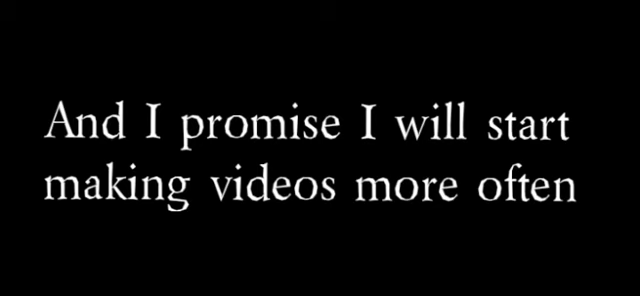 And I promise I will start
making videos more often